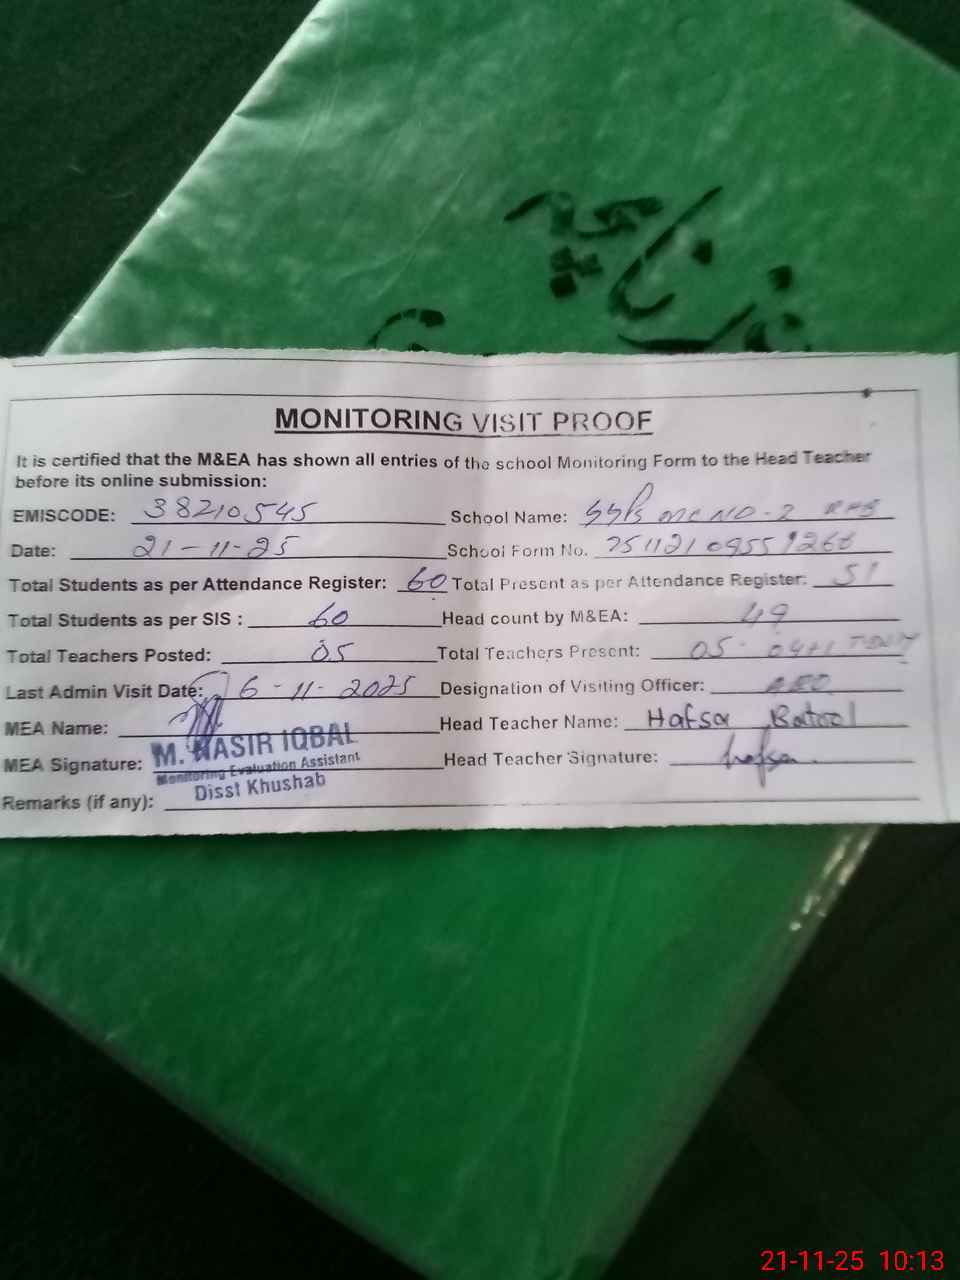 MONITORING VISIT PROOF
It is certified that the M&EA has shown all entries of the school Monitoring Form to the Head Teacher
before its online submission:
EMISCODE: 38210545 School Name: MC NO-2
Date: 21-11-25 School Form No.
Total Students as per Attendance Register: 60 Total Present as per Attendance Register: 51
Total Students as per SIS : 60 Head count by M&EA: 49
Total Teachers Posted: 05 Total Teachers Present: 05-
Last Admin Visit Date: 6-11-2025 Designation of Visiting Officer: AEO
MEA Name: Head Teacher Name: Hafsa Batool
MEA Signature: Head Teacher Signature: hafsa
M. NASIR IQBAL
Monitoring Evaluation Assistant
Disst Khushab
Remarks (if any):
21-11-25 10:13